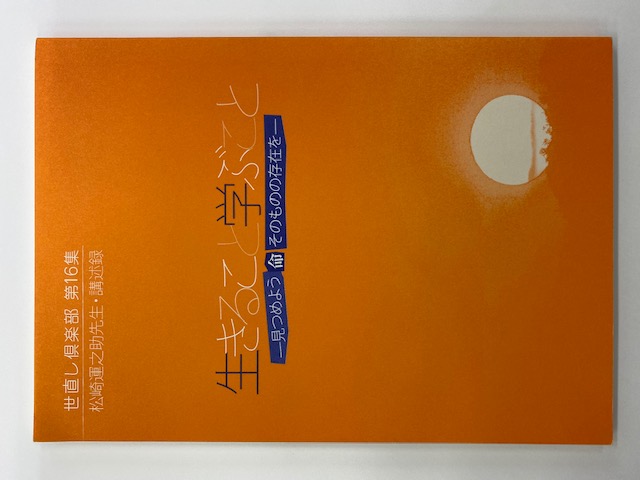 世直し倶楽部 第16集
松崎運之助先生・講述録
生きること学ぶこと
―見つめよう命そのものの存在を―